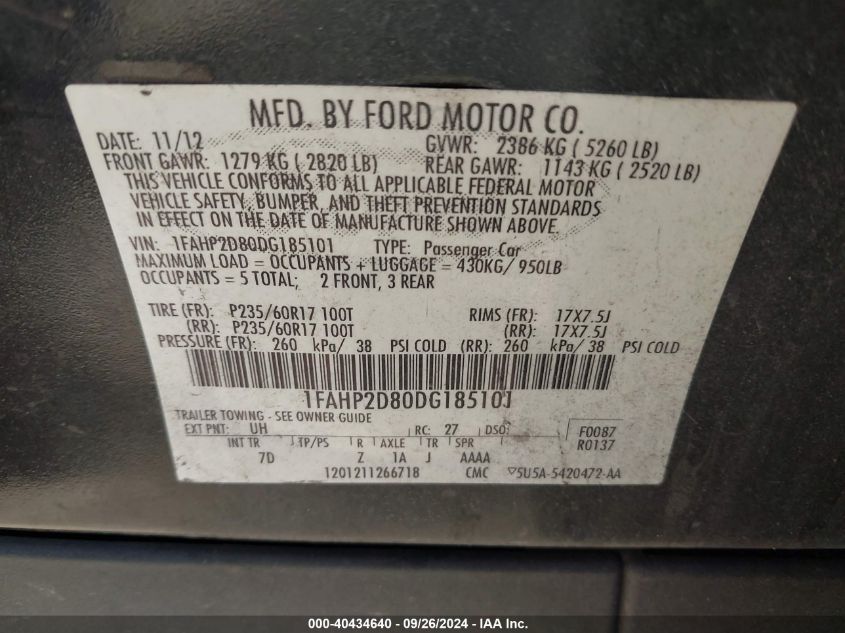 MFD. BY FORD MOTOR CO.
DATE: 11/12 GVWR: 2386 KG ( 5260 LB)
FRONT GAWR: 1279 KG ( 2820 LB) REAR GAWR: 1143 KG ( 2520 LB)
THIS VEHICLE CONFORMS TO ALL APPLICABLE FEDERAL MOTOR
VEHICLE SAFETY, BUMPER, AND THEFT PREVENTION STANDARDS
IN EFFECT ON THE DATE OF MANUFACTURE SHOWN ABOVE.
VIN: 1FAHP2D80DG185101 TYPE: Passenger Car
MAXIMUM LOAD = OCCUPANTS + LUGGAGE = 430KG/ 950LB
OCCUPANTS = 5 TOTAL; 2 FRONT, 3 REAR
TIRE (FR): P235/60R17 100T RIMS (FR): 17X7.5J
(RR): P235/60R17 100T (RR): 17X7.5J
PRESSURE (FR): 260 kPa/ 38 PSI COLD (RR): 260 kPa/ 38 PSI COLD
1FAHP2D80DG185101
TRAILER TOWING - SEE OWNER GUIDE
EXT PNT: UH RC: 27 DSO: F0087
INT TR TP/PS R AXLE TR SPR R0137
7D Z 1A J AAAA
1201211266718 CMC 5U5A-5420472-AA
000-40434640 - 09/26/2024 - IAA Inc.